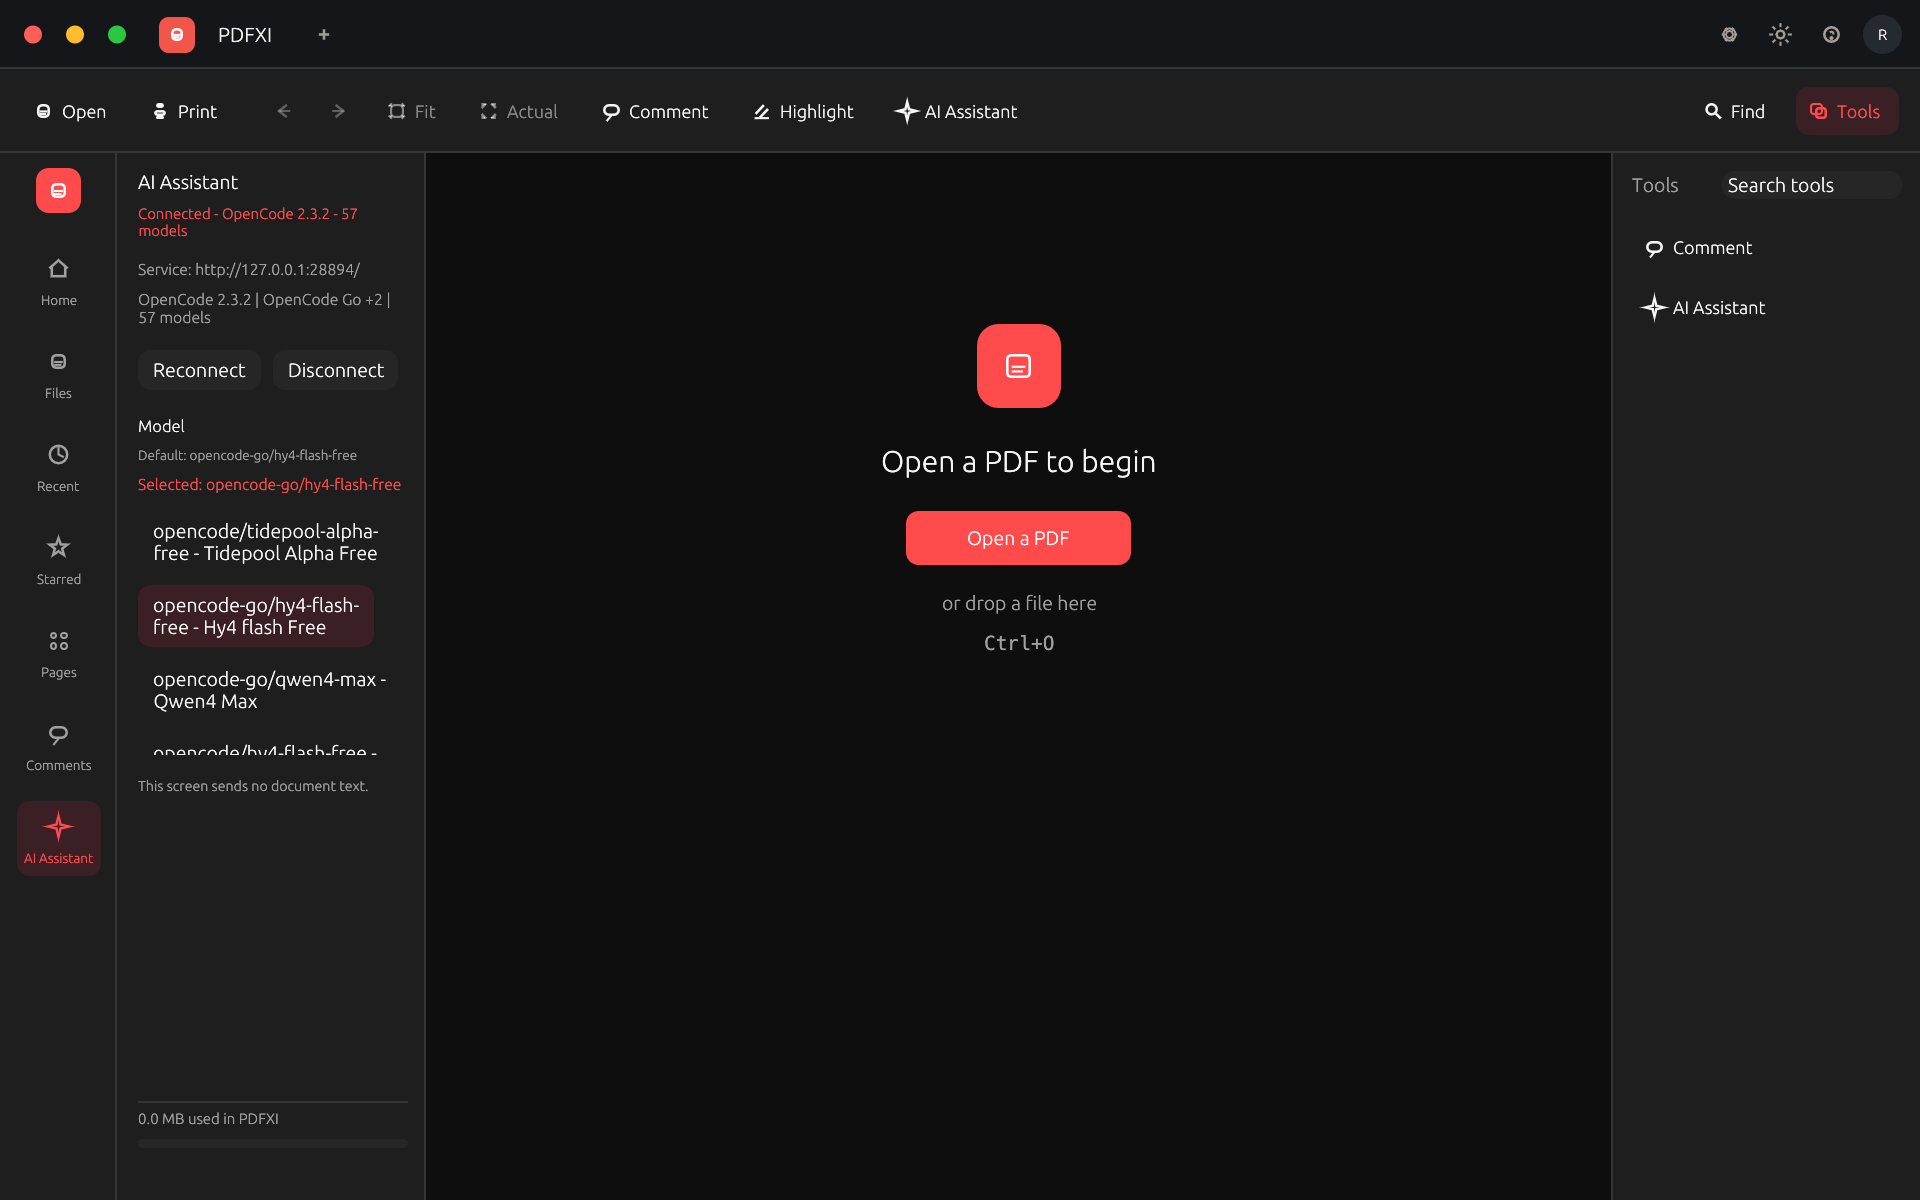 PDFXI
+
R
Open
Print
Fit
Actual
Comment
Highlight
AI Assistant
Find
Tools
Home
Files
Recent
Starred
Pages
Comments
AI Assistant
AI Assistant
Connected - OpenCode 2.3.2 - 57
models
Service: http://127.0.0.1:28894/
OpenCode 2.3.2 | OpenCode Go +2 |
57 models
Reconnect
Disconnect
Model
Default: opencode-go/hy4-flash-free
Selected: opencode-go/hy4-flash-free
opencode/tidepool-alpha-
free - Tidepool Alpha Free
opencode-go/hy4-flash-
free - Hy4 flash Free
opencode-go/qwen4-max -
Qwen4 Max
opencode/hy4-flash-free -
This screen sends no document text.
0.0 MB used in PDFXI
Open a PDF to begin
Open a PDF
or drop a file here
Ctrl+O
Tools
Search tools
Comment
AI Assistant